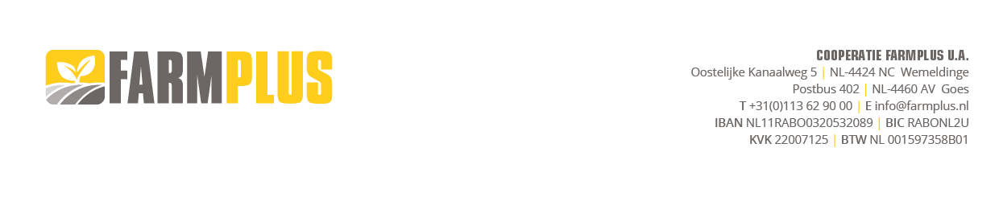 FARMPLUS
COOPERATIE FARMPLUS U.A.
Oostelijke Kanaalweg 5 | NL-4424 NC Wemeldinge
Postbus 402 | NL-4460 AV Goes
T +31(0)113 62 90 00 | E info@farmplus.nl
IBAN NL11RABO0320532089 | BIC RABONL2U
KVK 22007125 | BTW NL 001597358B01